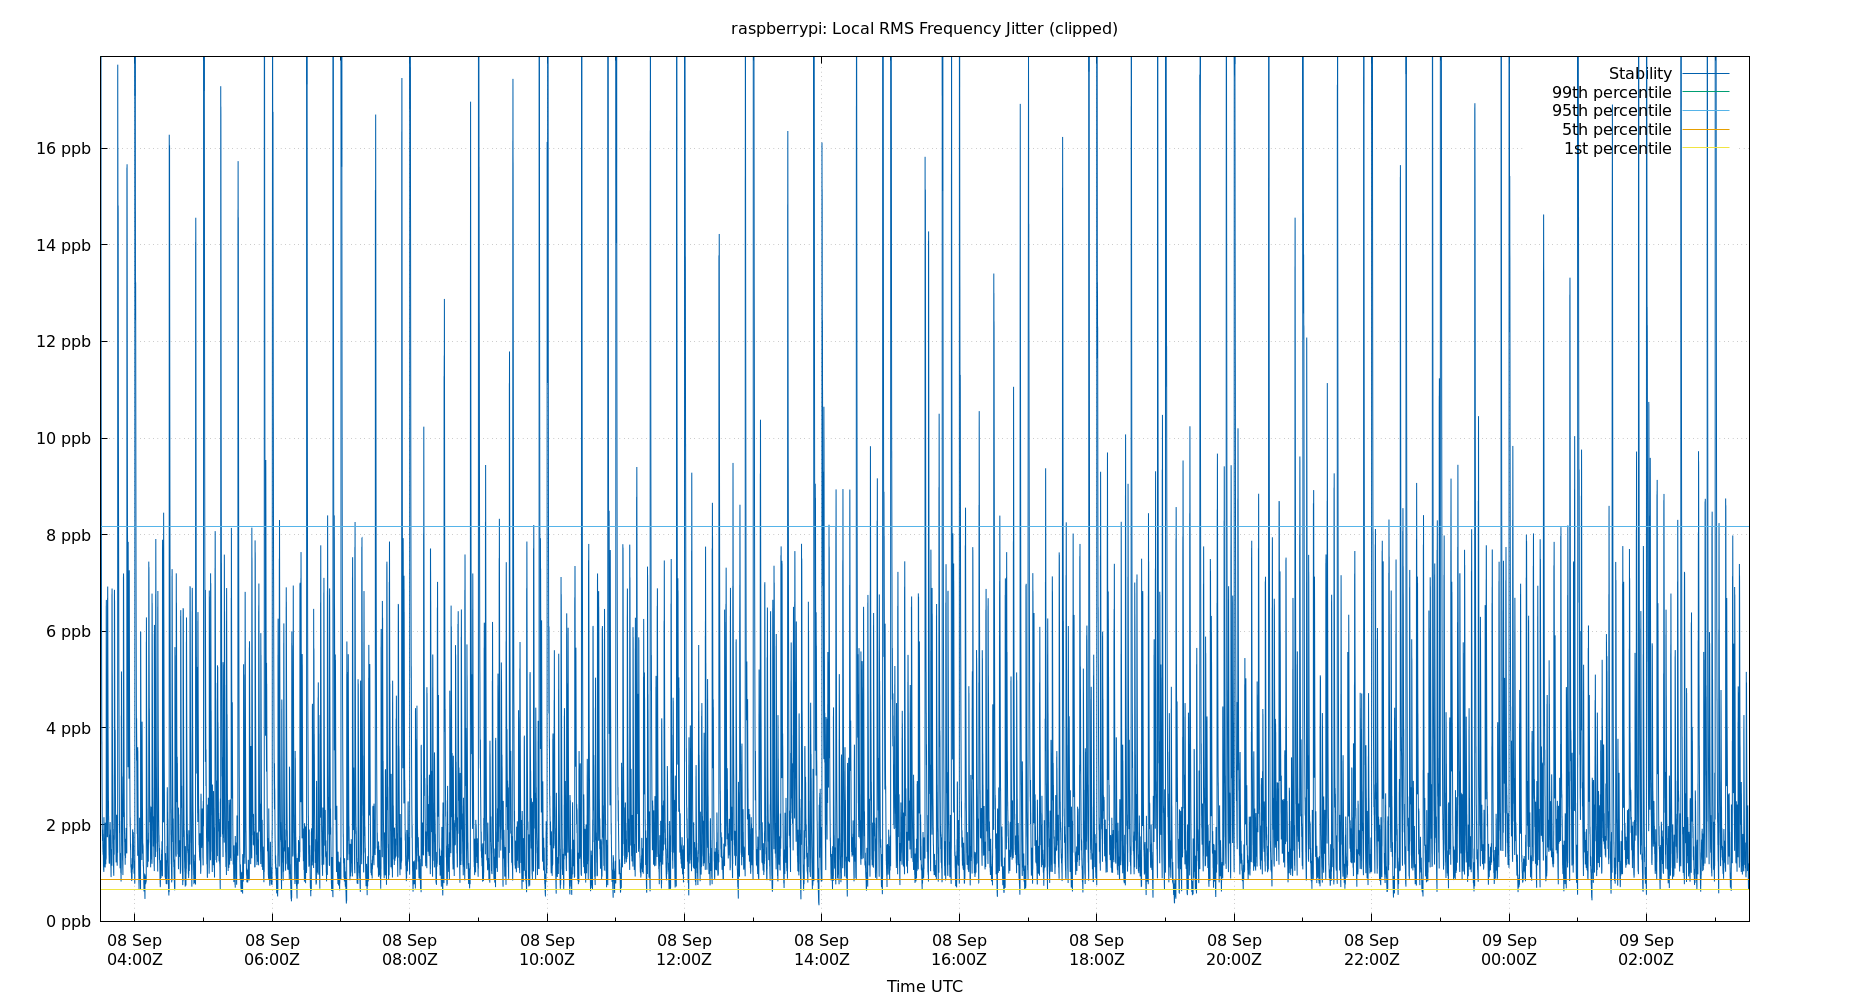 raspberrypi: Local RMS Frequency Jitter (clipped)
Stability
99th percentile
95th percentile
5th percentile
1st percentile
16 ppb
14 ppb
12 ppb
10 ppb
8 ppb
6 ppb
4 ppb
2 ppb
0 ppb
08 Sep 08 Sep 08 Sep 08 Sep 08 Sep 08 Sep 08 Sep 08 Sep 08 Sep 08 Sep 09 Sep 09 Sep
04:00Z 06:00Z 08:00Z 10:00Z 12:00Z 14:00Z 16:00Z 18:00Z 20:00Z 22:00Z 00:00Z 02:00Z
Time UTC